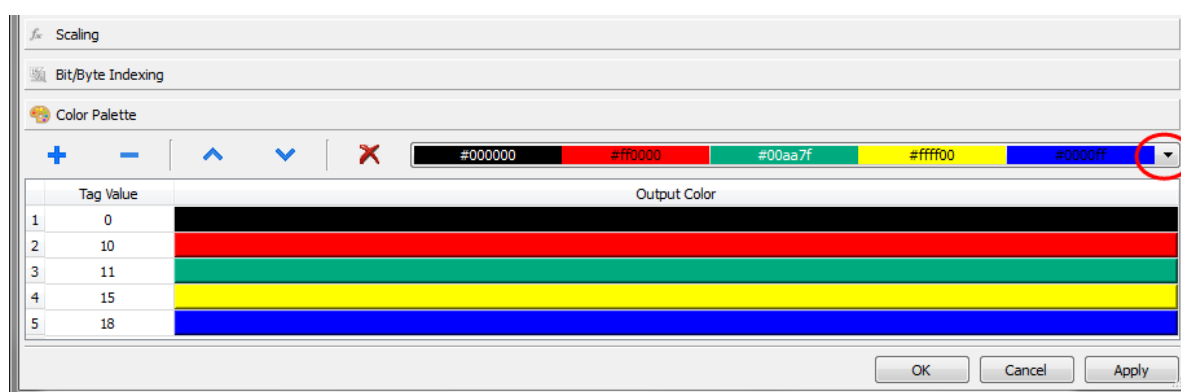 Scaling
Bit/Byte Indexing
Color Palette
#000000 #ff0000 #00aa7f #ffff00 #0000ff
Tag Value Output Color
1 0
2 10
3 11
4 15
5 18
OK Cancel Apply